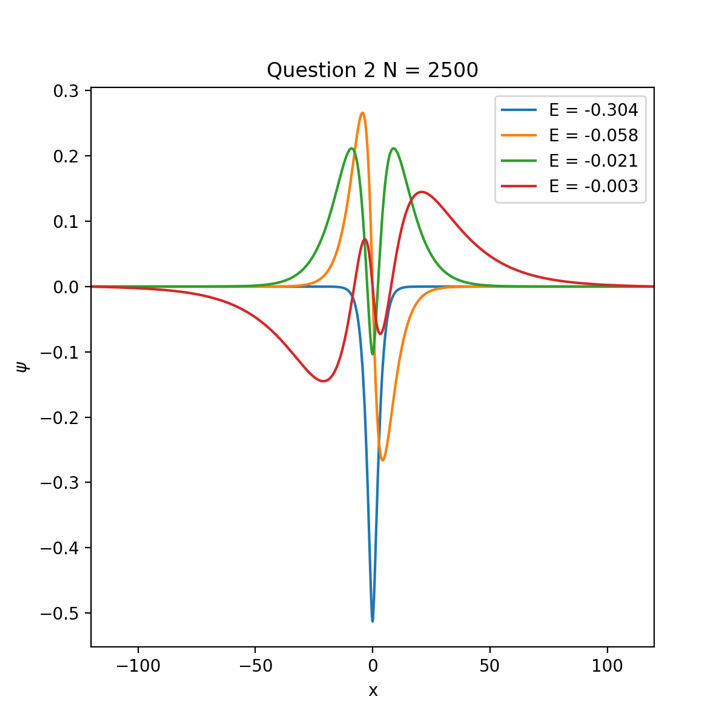 Question 2 N = 2500
E = -0.304
E = -0.058
E = -0.021
E = -0.003
0.3
0.2
0.1
0.0
−0.1
−0.2
−0.3
−0.4
−0.5
ψ
−100
−50
0
50
100
x